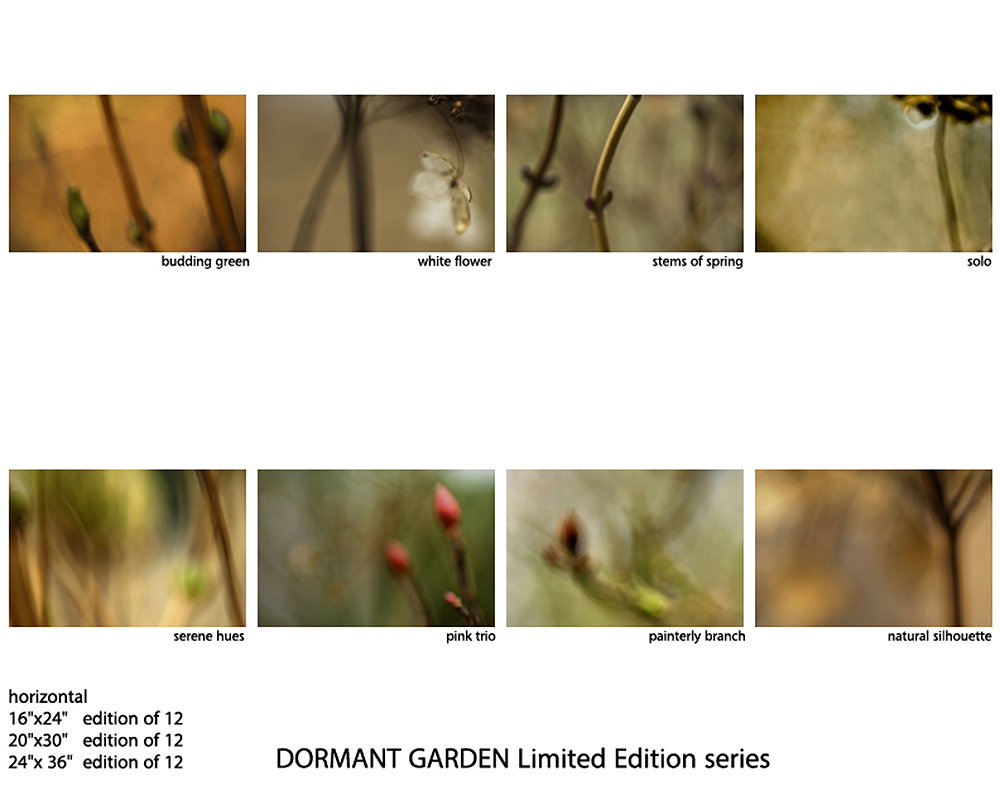 budding green
white flower
stems of spring
solo
serene hues
pink trio
painterly branch
natural silhouette
horizontal
16"x24" edition of 12
20"x30" edition of 12
24"x 36" edition of 12
DORMANT GARDEN Limited Edition series